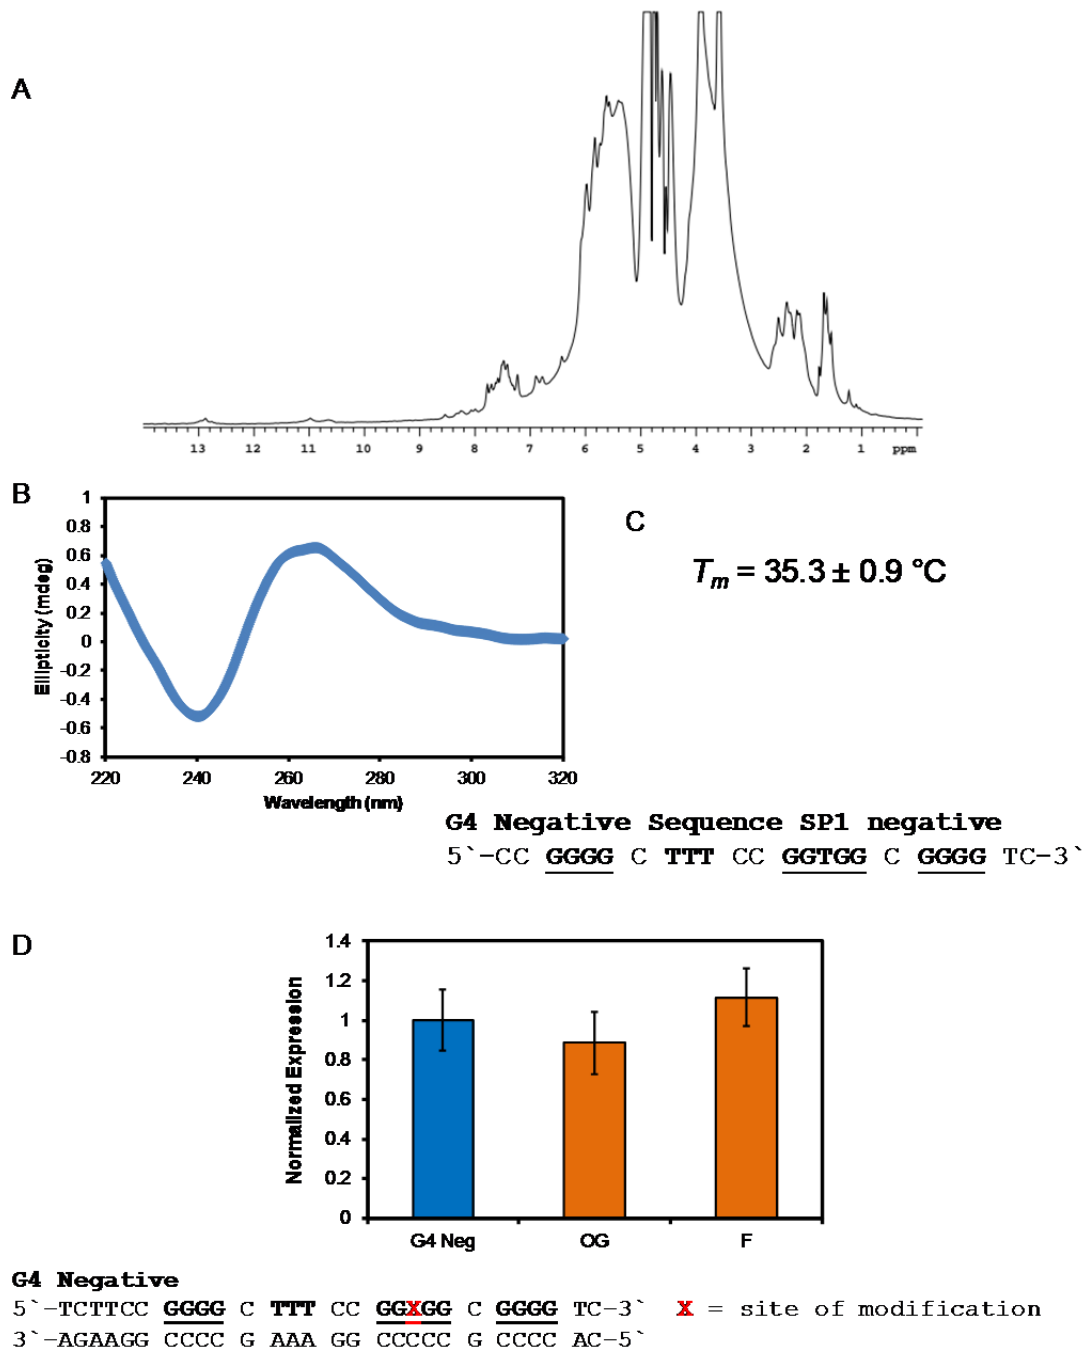 A
13 12 11 10 9 8 7 6 5 4 3 2 1 ppm
B
C
Ellipticity (mdeg)
1
0.8
0.6
0.4
0.2
0
-0.2
-0.4
-0.6
-0.8
220 240 260 280 300 320
Wavelength (nm)
Tm = 35.3 ± 0.9 °C
G4 Negative Sequence SP1 negative
5`-CC GGGG C TTT CC GGTGG C GGGG TC-3`
D
Normalized Expression
1.4
1.2
1
0.8
0.6
0.4
0.2
0
G4 Neg OG F
G4 Negative
5`-TCTTCC GGGG C TTT CC GGXGG C GGGG TC-3` X = site of modification
3`-AGAAGG CCCC G AAA GG CCCCC G CCCC AC-5`